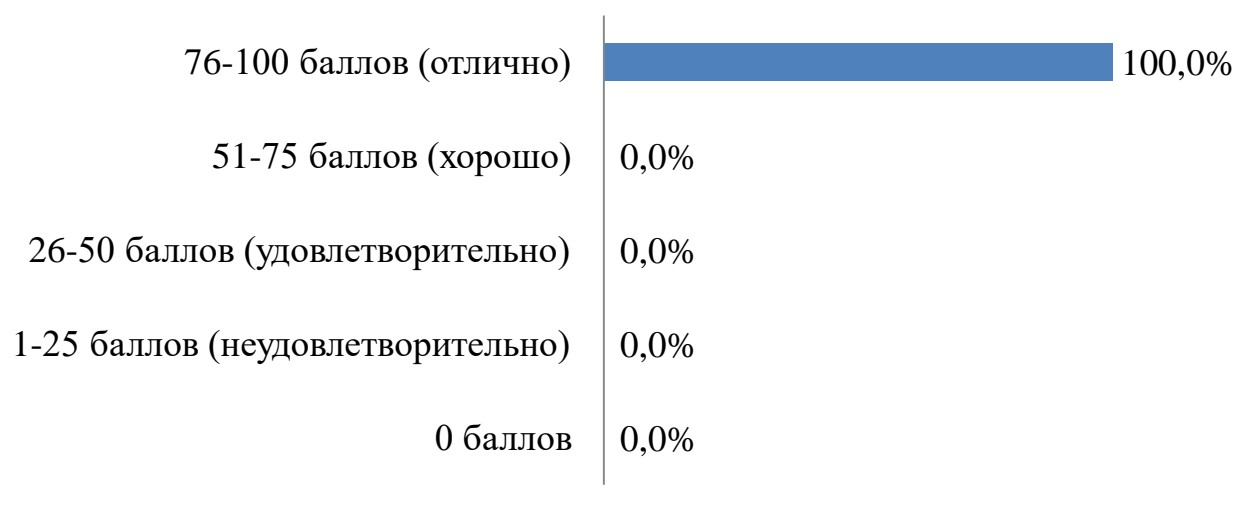 76-100 баллов (отлично) 100,0%
51-75 баллов (хорошо) 0,0%
26-50 баллов (удовлетворительно) 0,0%
1-25 баллов (неудовлетворительно) 0,0%
0 баллов 0,0%